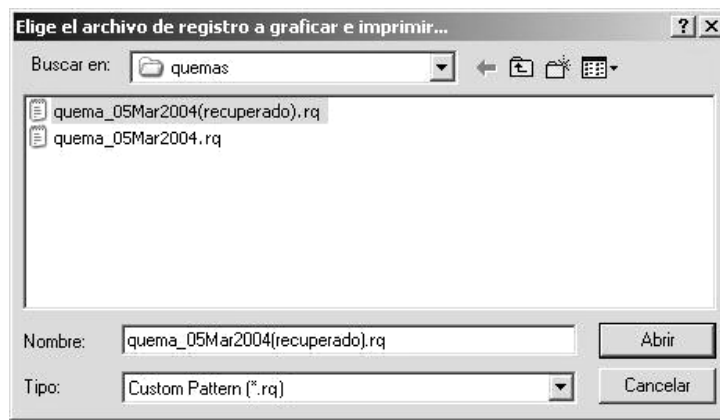 Elige el archivo de registro a graficar e imprimir...
Buscar en: quemas
quema_05Mar2004(recuperado).rq
quema_05Mar2004.rq
Nombre: quema_05Mar2004(recuperado).rq Abrir
Tipo: Custom Pattern (*.rq) Cancelar